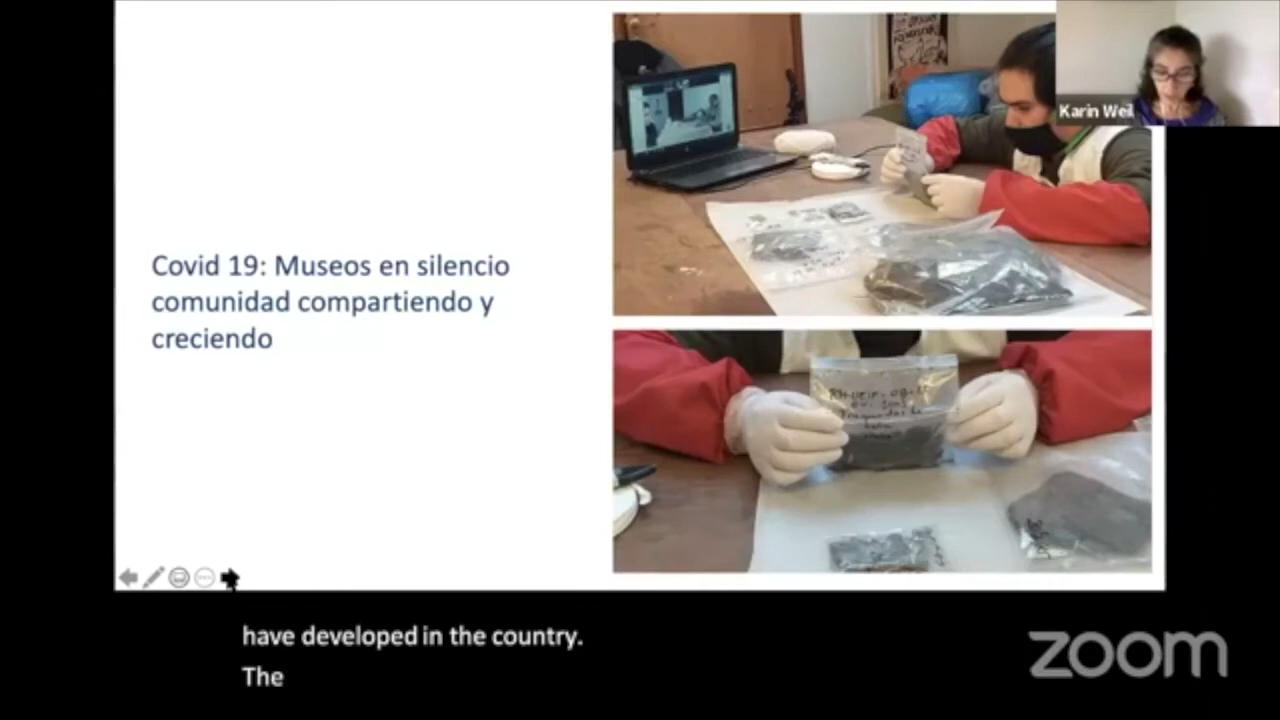 Karin Weil
Covid 19: Museos en silencio
comunidad compartiendo y
creciendo
have developed in the country.
The
zoom